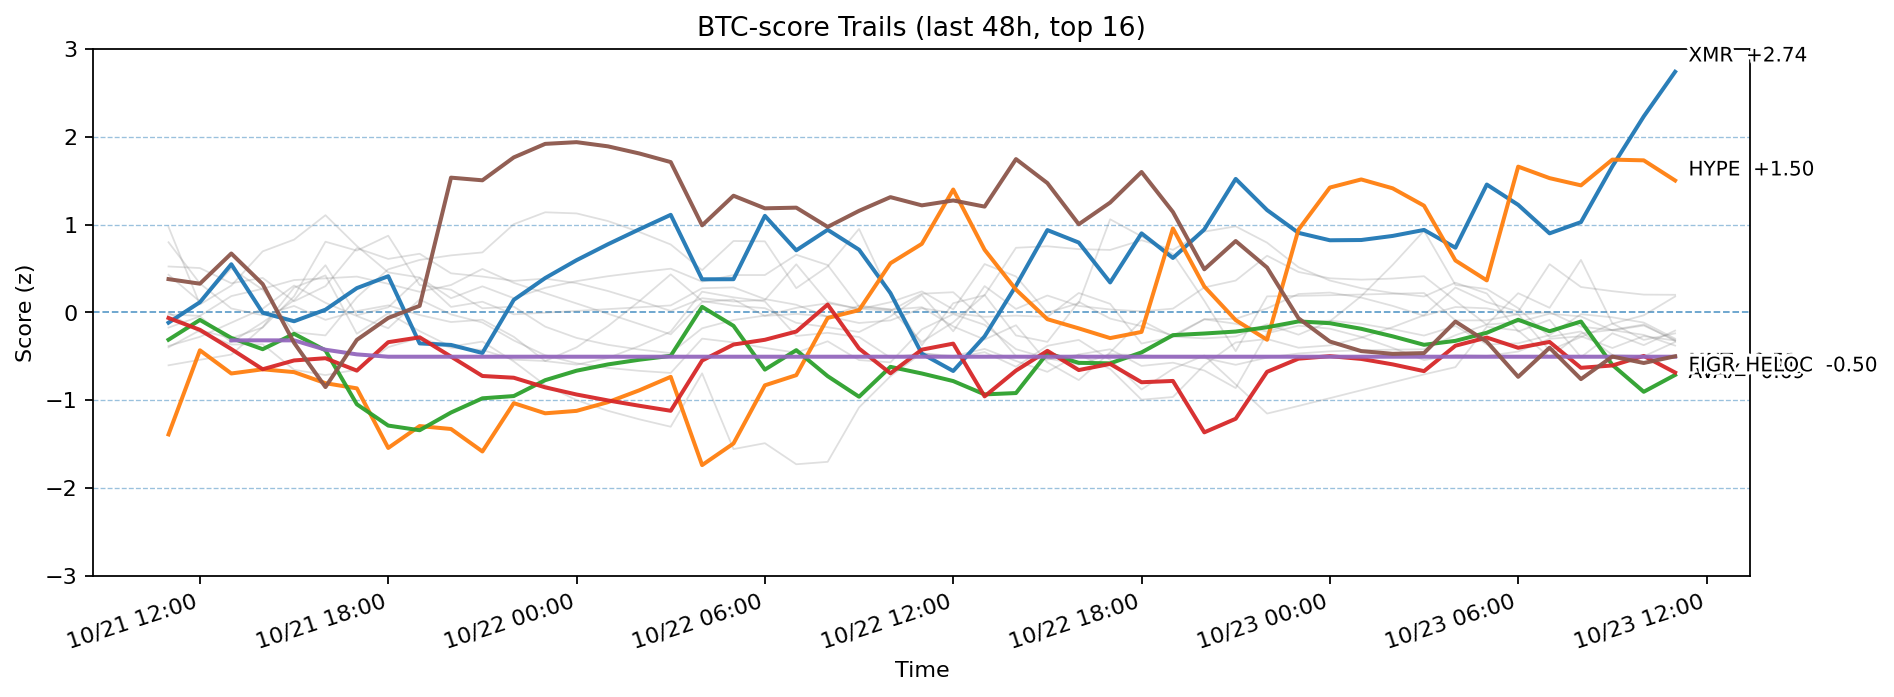 BTC-score Trails (last 48h, top 16)
Score (z)
3
2
1
0
−1
−2
−3
XMR +2.74
HYPE +1.50
FIGR_HELOC -0.50
10/21 12:00
10/21 18:00
10/22 00:00
10/22 06:00
10/22 12:00
10/22 18:00
10/23 00:00
10/23 06:00
10/23 12:00
Time